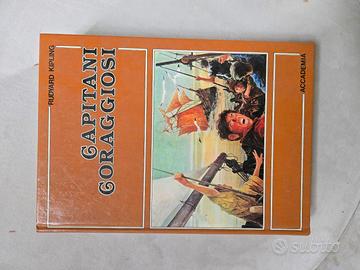 RUDYARD KIPLING
CAPITANI
CORAGGIOSI
ACCADEMIA
subito